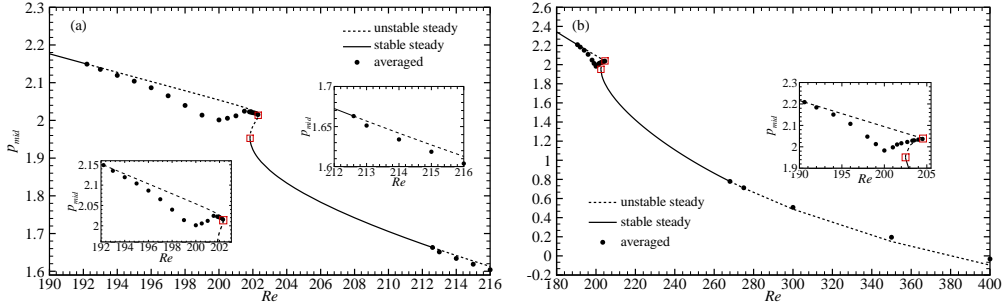 (a)
unstable steady
stable steady
averaged
p_mid
2.3
2.2
2.1
2
1.9
1.8
1.7
1.6
190 192 194 196 198 200 202 204 206 208 210 212 214 216
Re
p_mid
1.7
1.65
1.6
212 213 214 215 216
Re
p_mid
2.15
2.1
2.05
2
192 194 196 198 200 202
Re
(b)
p_mid
2.6
2.4
2.2
2.0
1.8
1.6
1.4
1.2
1.0
0.8
0.6
0.4
0.2
0
-0.2
180 200 220 240 260 280 300 320 340 360 380 400
Re
p_mid
2.3
2.2
2.1
2.0
1.9
190 195 200 205
Re
unstable steady
stable steady
averaged